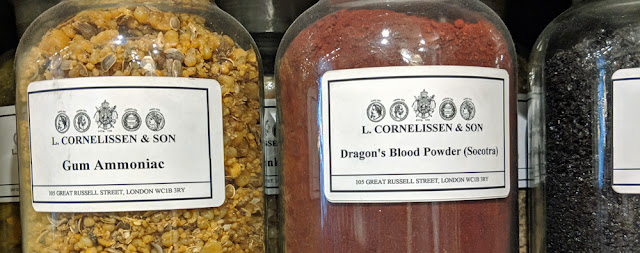 L. CORNELISSEN & SON
Gum Ammoniac
105 GREAT RUSSELL STREET, LONDON WC1B 3RY
L. CORNELISSEN & SON
Dragon's Blood Powder (Socotra)
105 GREAT RUSSELL STREET, LONDON WC1B 3RY